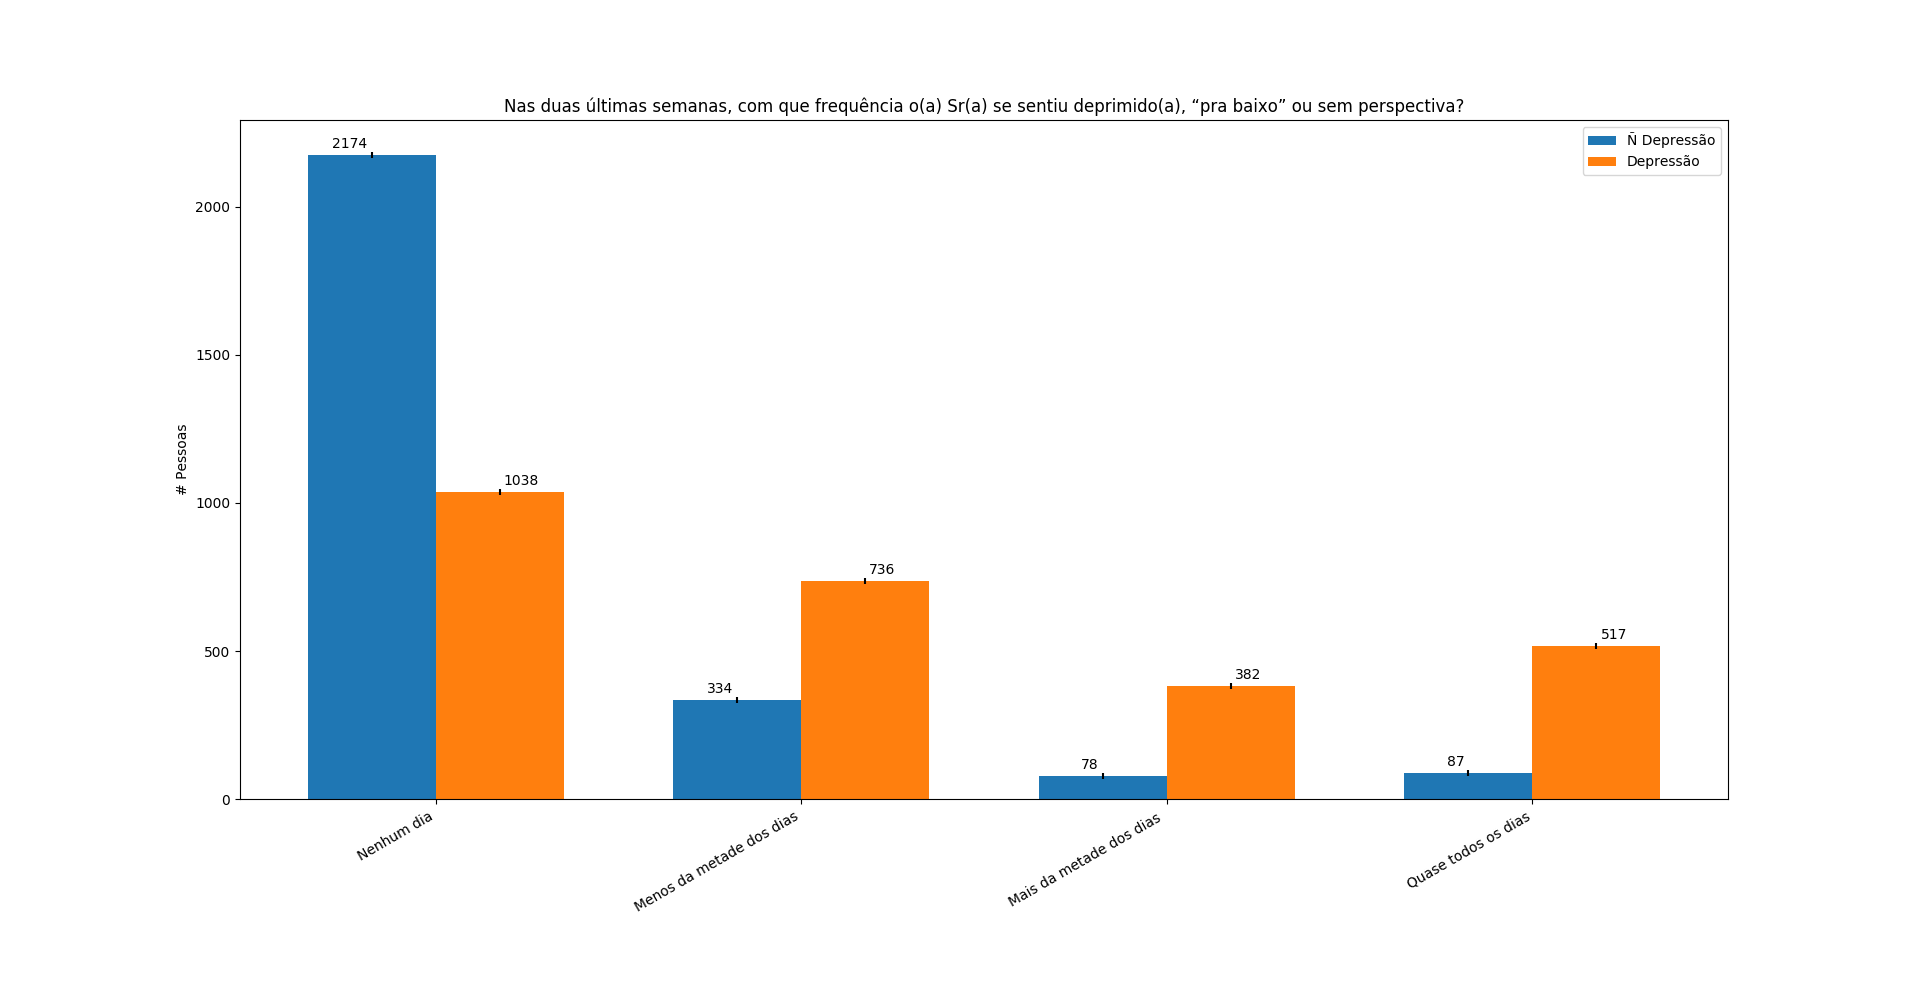 Nas duas últimas semanas, com que frequência o(a) Sr(a) se sentiu deprimido(a), “pra baixo” ou sem perspectiva?
Ñ Depressão
Depressão
# Pessoas
2000
1500
1000
500
0
2174
1038
334
736
78
382
87
517
Nenhum dia
Menos da metade dos dias
Mais da metade dos dias
Quase todos os dias